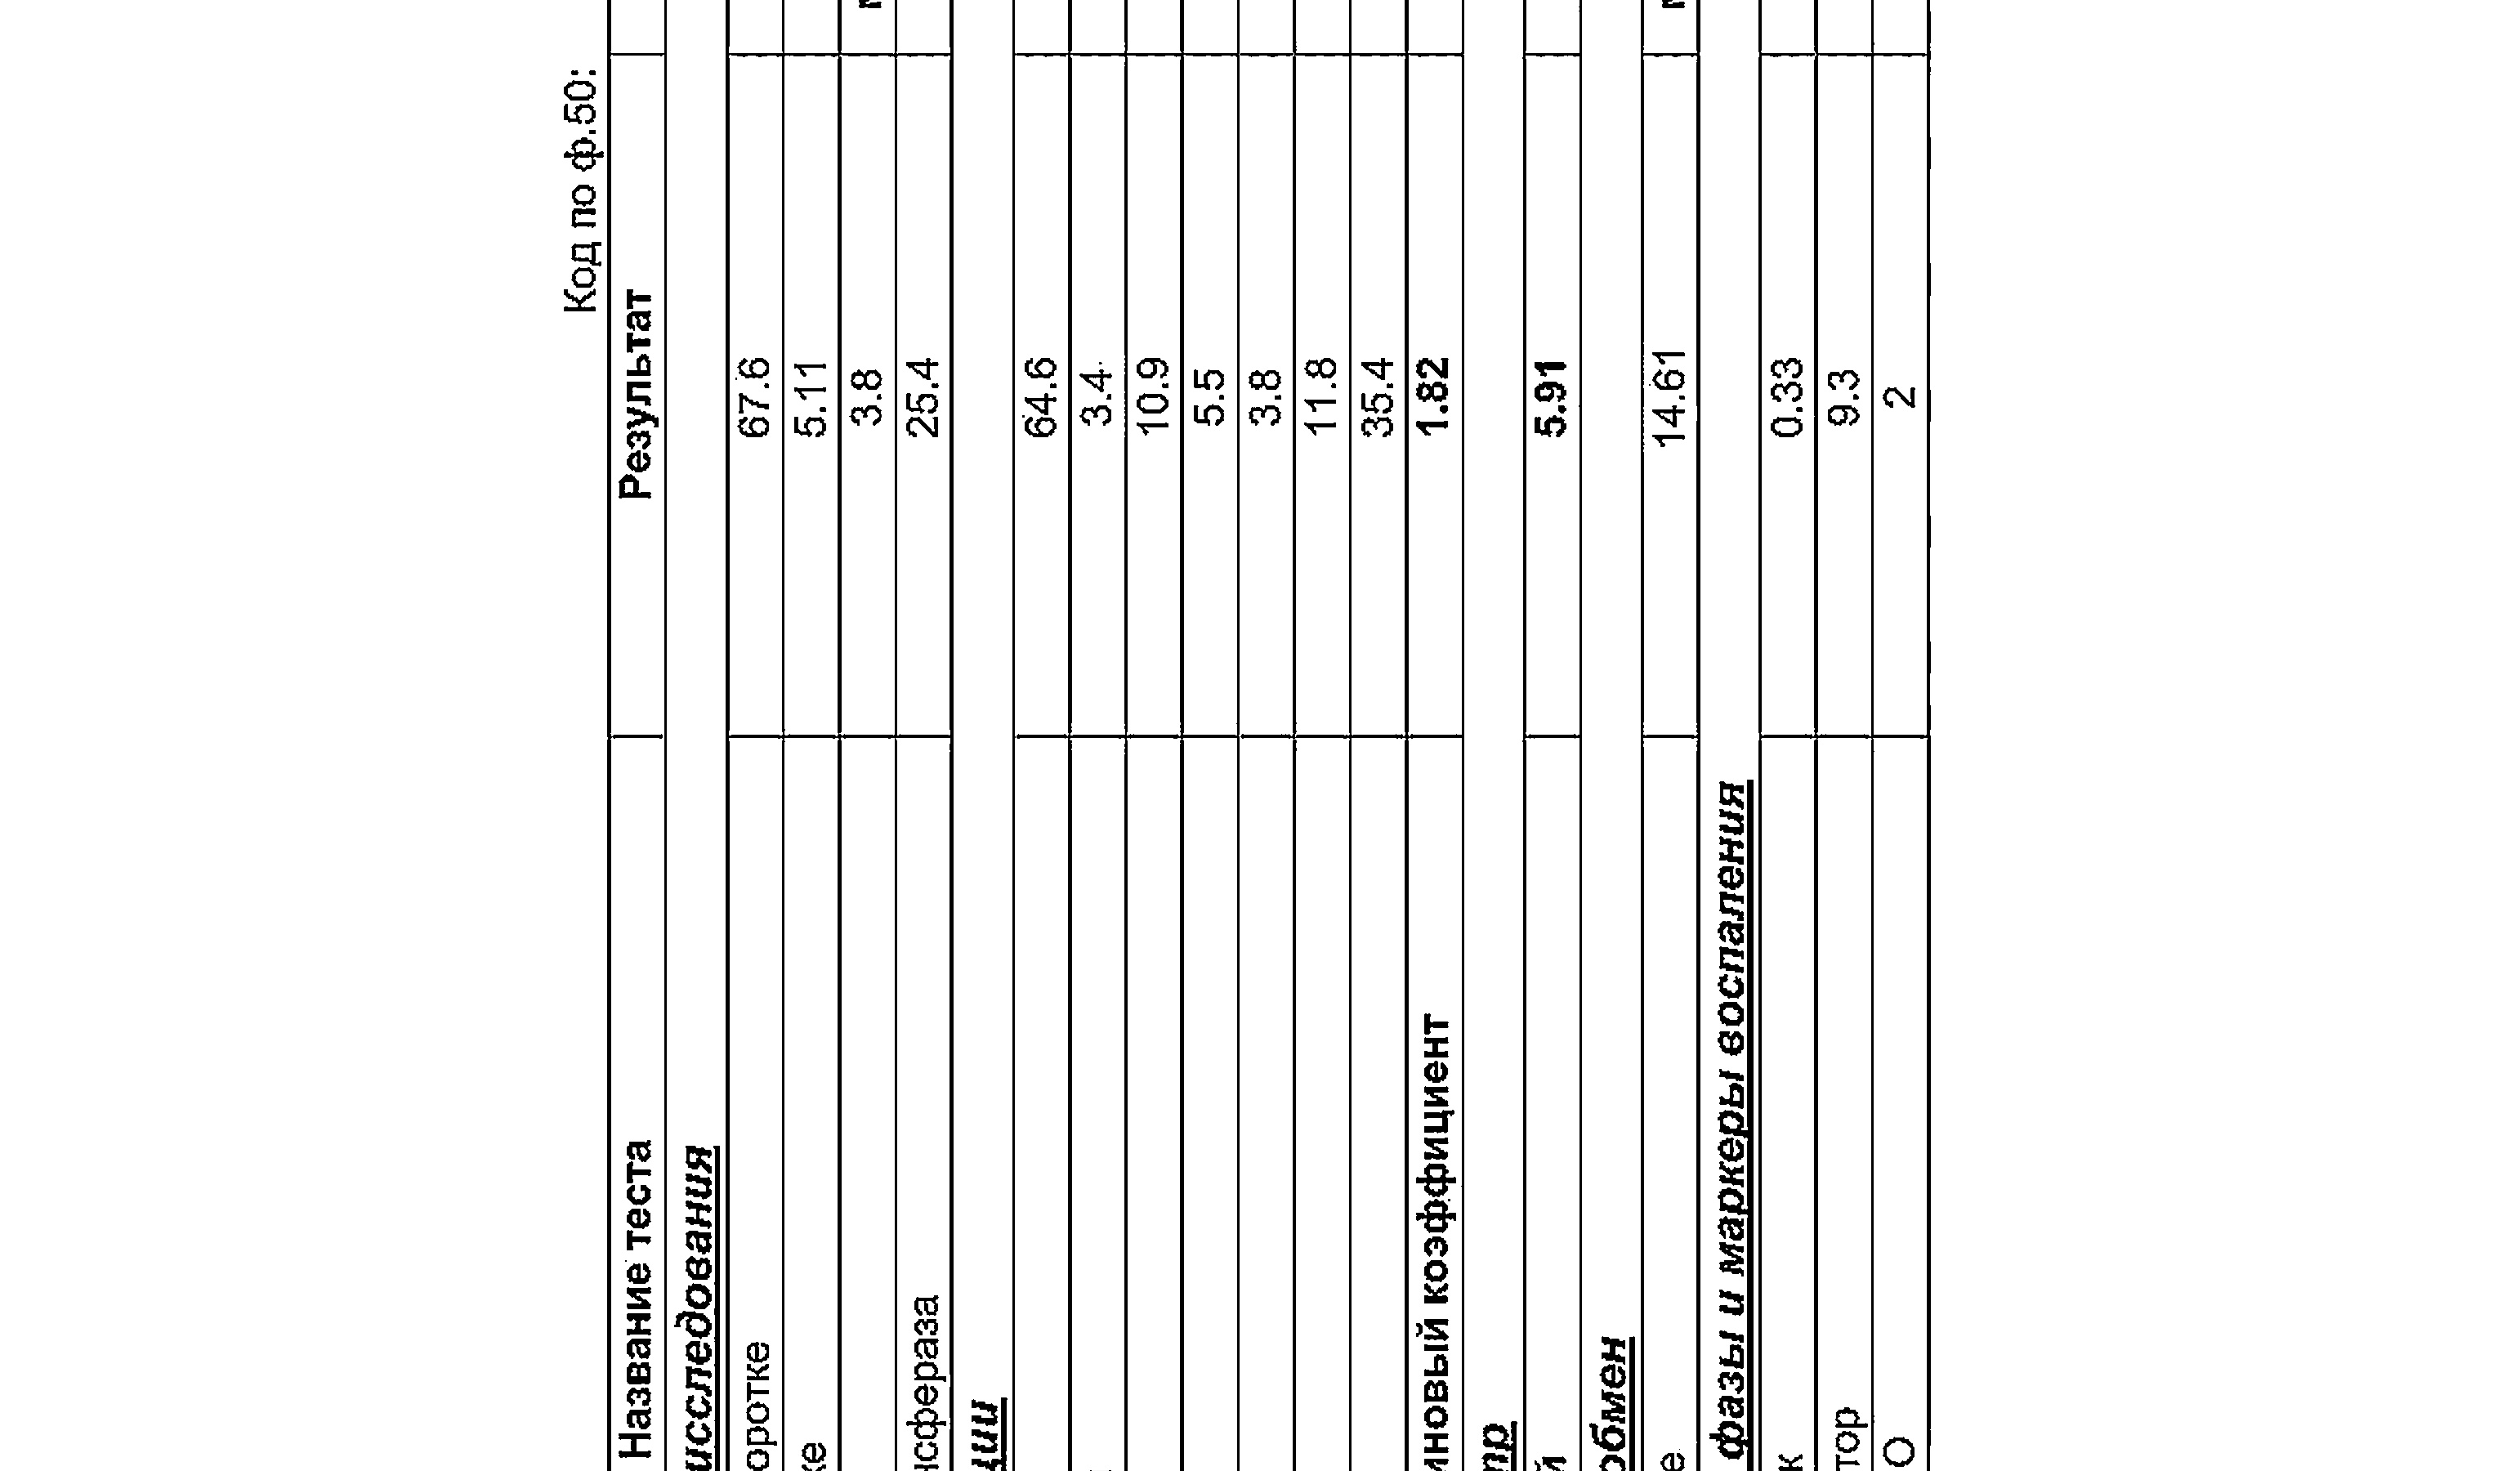 Код по ф.50:
Название теста Результат
исследования
оротке 67.6
ке 5.11
3.8
нсфераза 25.4
ции
64.6
3.4
10.9
5.5
3.8
11.8
35.4
иновый коэффициент 1.82
тр
й 5.91
обмен
е 14.61
фазы и маркеры воспаления
к 0.33
тор 9.3
О 2